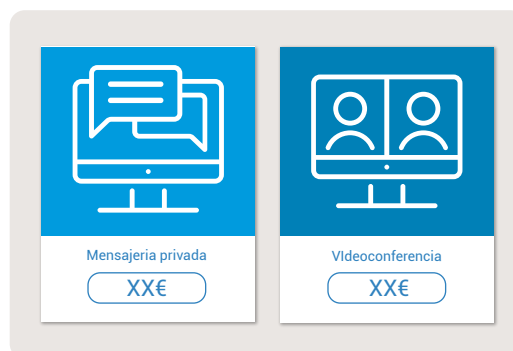 Mensajeria privada
XX€
VIdeoconferencia
XX€